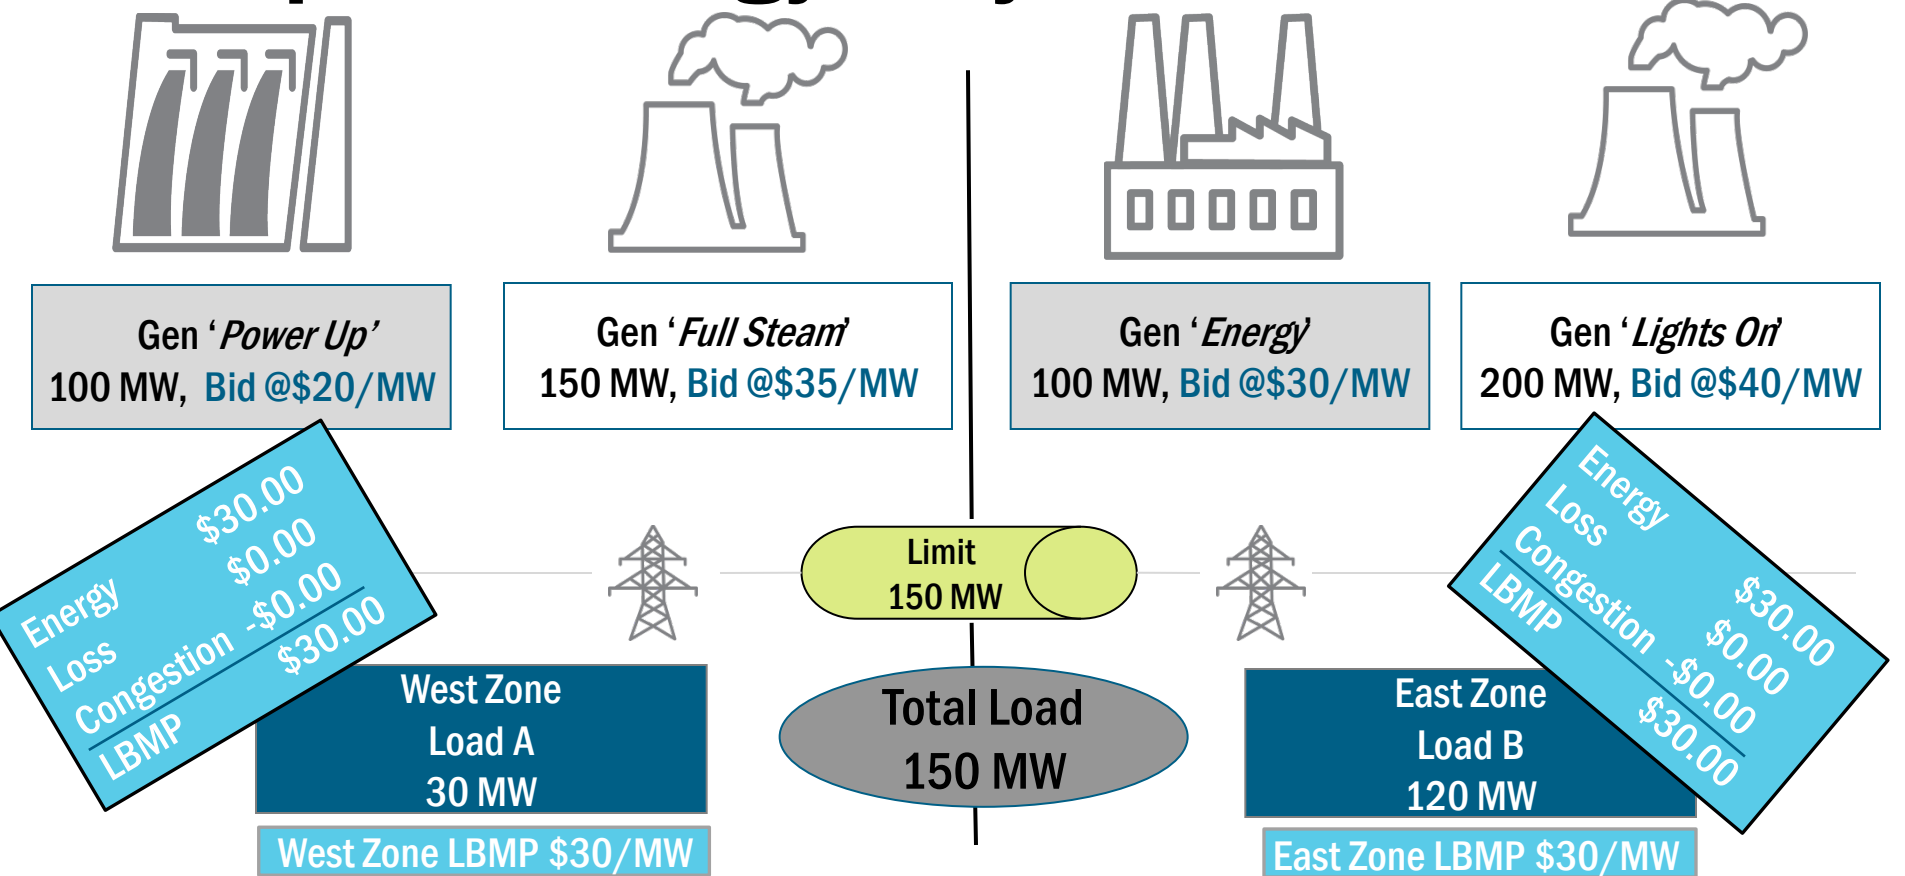 Gen ‘Power Up’
100 MW, Bid @$20/MW
Gen ‘Full Steam’
150 MW, Bid @$35/MW
Gen ‘Energy’
100 MW, Bid @$30/MW
Gen ‘Lights On’
200 MW, Bid @$40/MW
Energy $30.00
Loss $0.00
Congestion -$0.00
LBMP $30.00
Limit
150 MW
Energy $30.00
Loss $0.00
Congestion -$0.00
LBMP $30.00
West Zone
Load A
30 MW
Total Load
150 MW
East Zone
Load B
120 MW
West Zone LBMP $30/MW
East Zone LBMP $30/MW